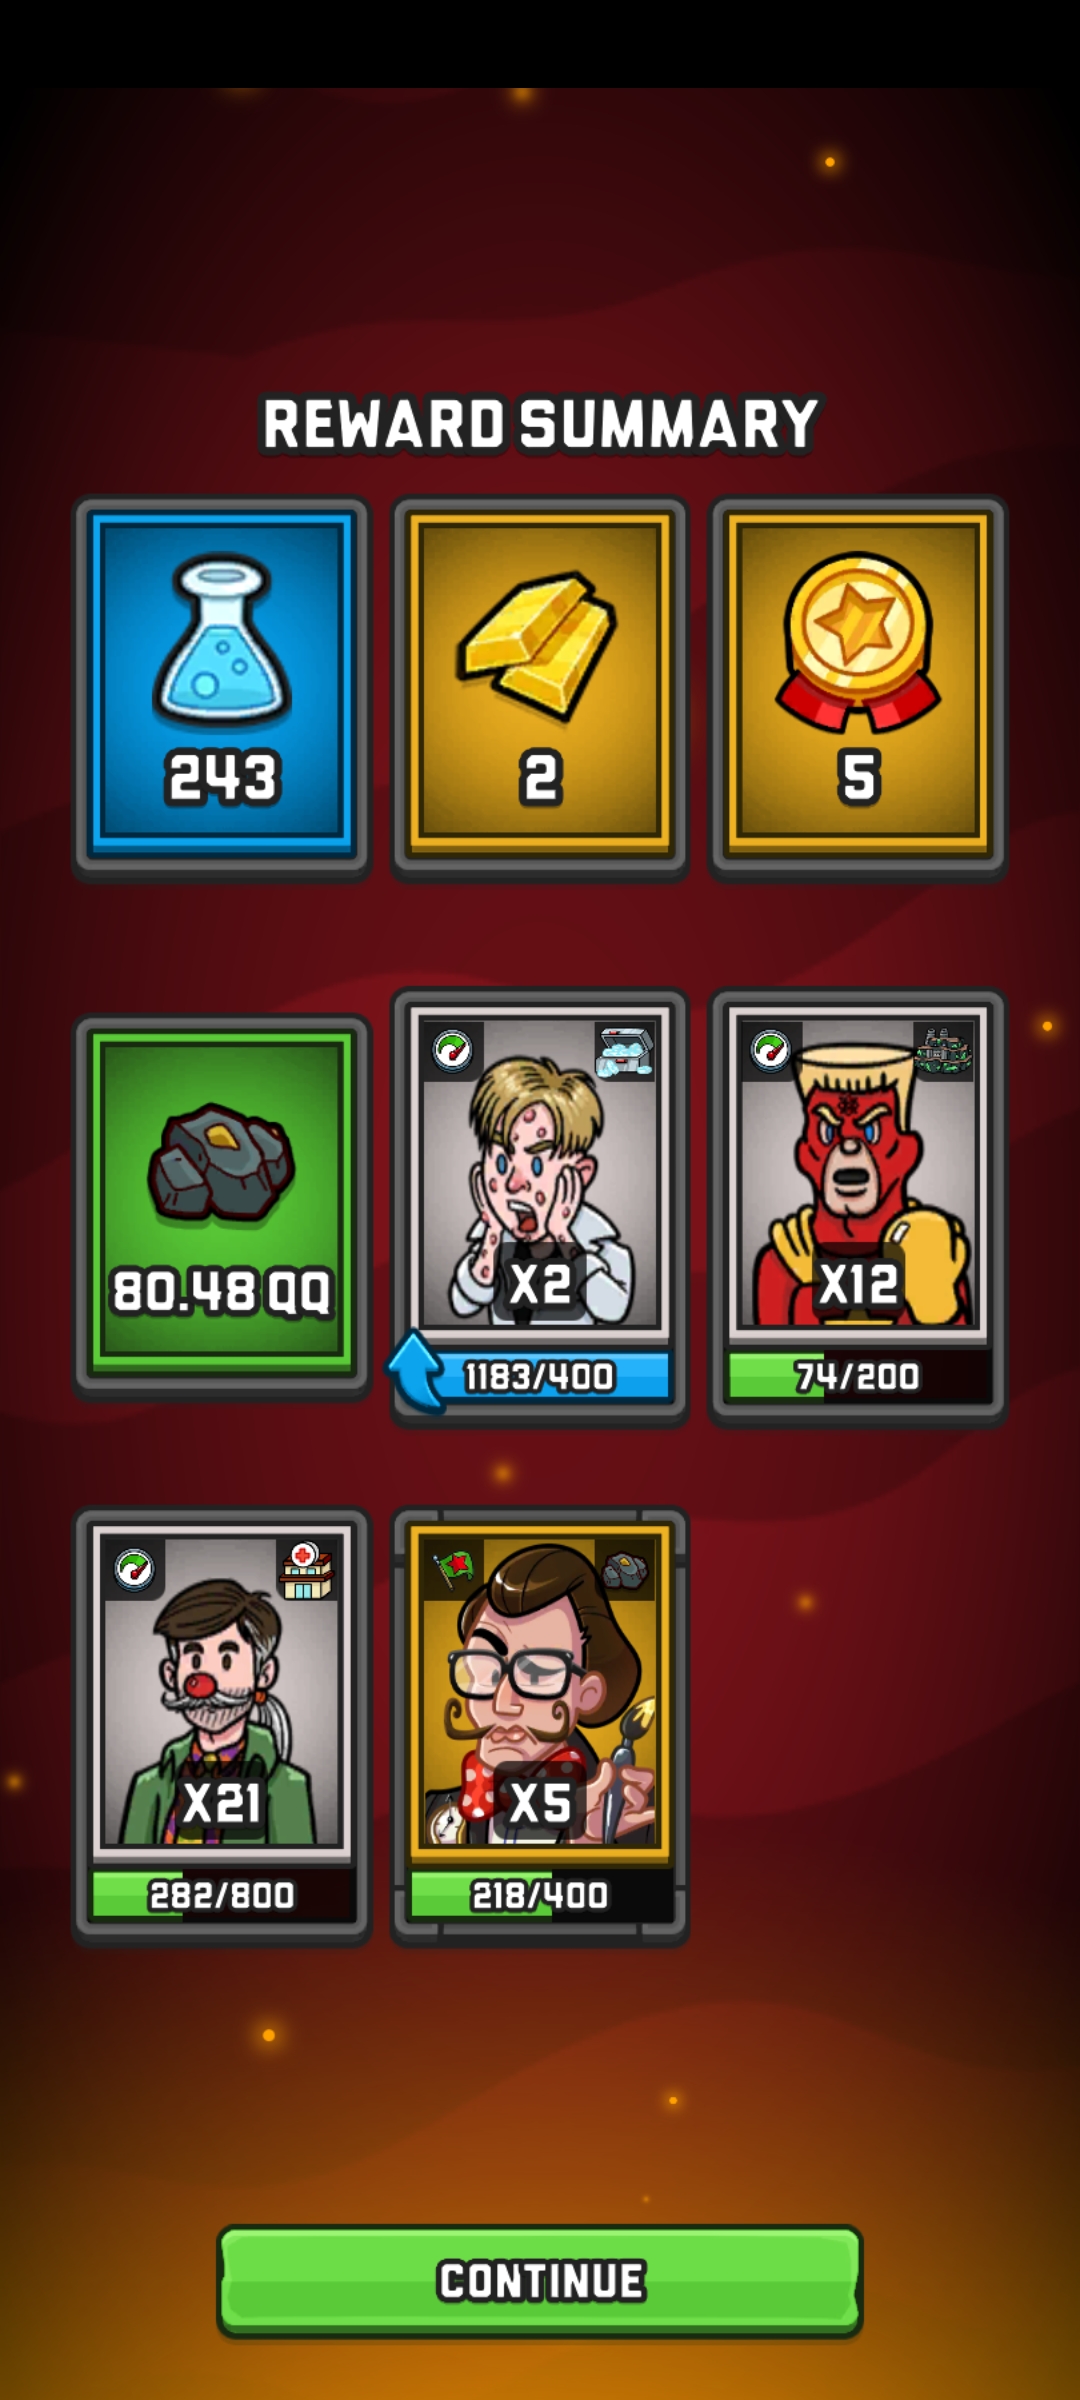 REWARD SUMMARY
243
2
5
80.48 QQ
X2
1183/400
X12
74/200
X21
282/800
X5
218/400
CONTINUE